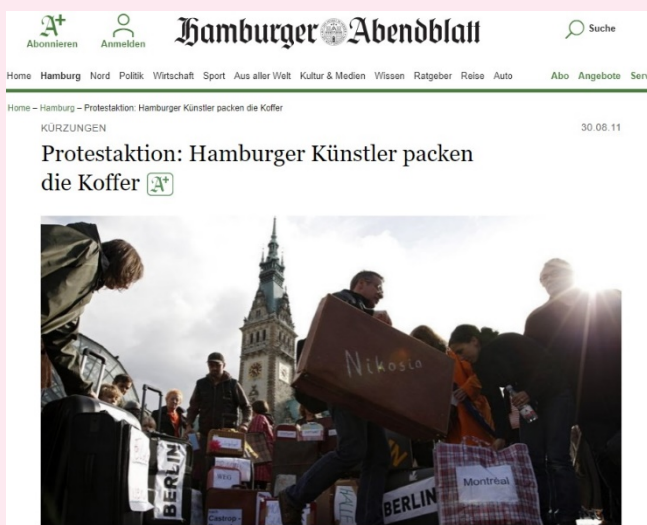 A+
Abonnieren
Anmelden
Hamburger Abendblatt
Suche
Home Hamburg Nord Politik Wirtschaft Sport Aus aller Welt Kultur & Medien Wissen Ratgeber Reise Auto Abo Angebote Serv
Home – Hamburg – Protestaktion: Hamburger Künstler packen die Koffer
KÜRZUNGEN
30.08.11
Protestaktion: Hamburger Künstler packen
die Koffer A+
Nikosia
BERLIN
BERLIN
Montréal
Castrop -